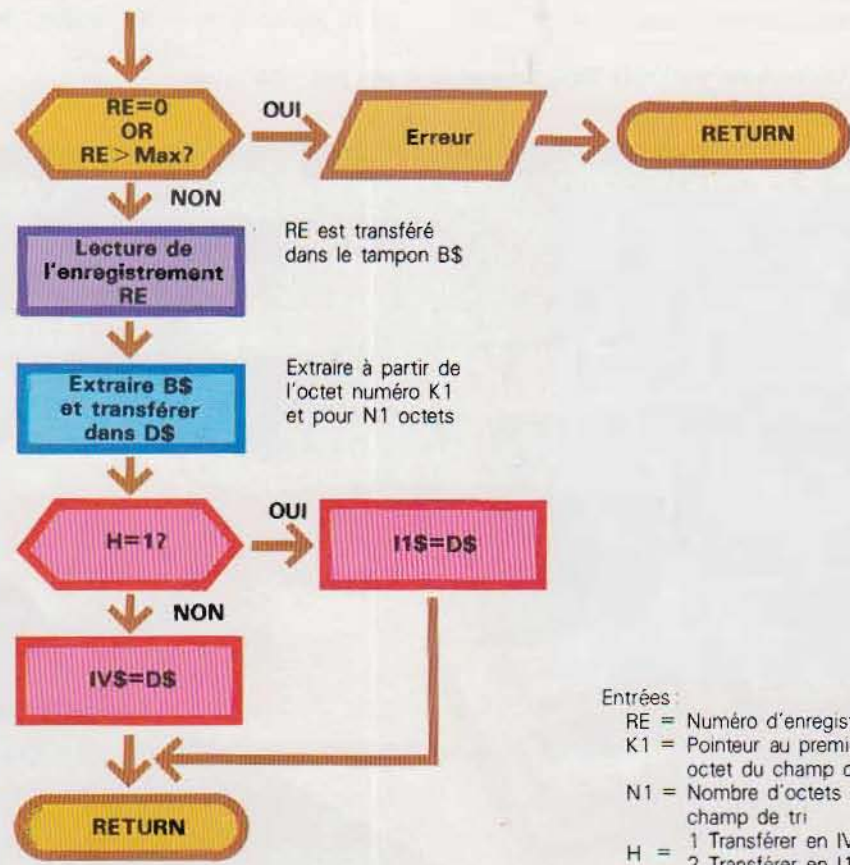 RE=0
OR
RE > Max?
OUI
Erreur
RETURN
NON
Lecture de
l'enregistrement
RE
RE est transféré
dans le tampon B$
Extraire B$
et transférer
dans D$
Extraire à partir de
l'octet numéro K1
et pour N1 octets
H=1?
OUI
I1$=D$
NON
IV$=D$
RETURN
Entrées :
RE = Numéro
K1 = Pointeur au
octet du champ
N1 = Nombre d'octets
champ de tri
H = 1 Transférer en
2 Transférer en